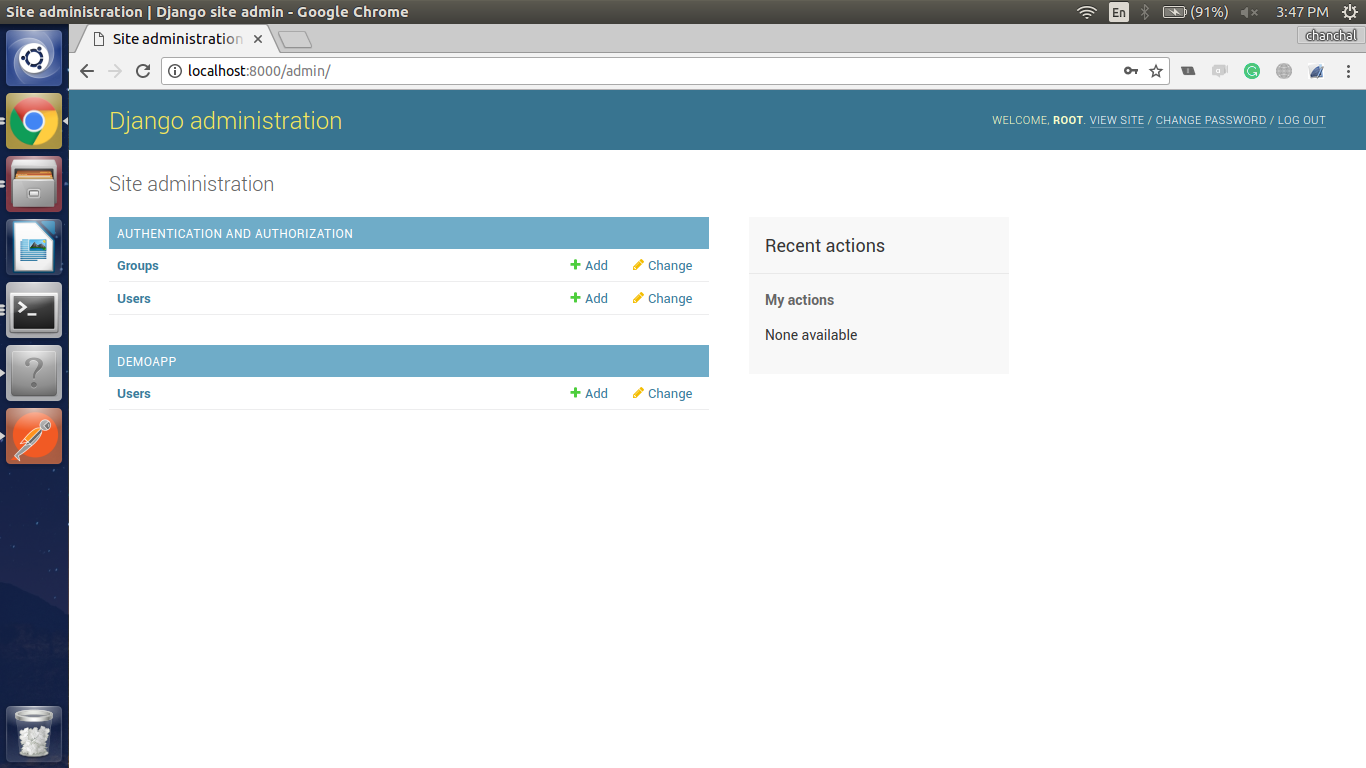 Site administration | Django site admin - Google Chrome
En
(91%)
3:47 PM
Site administration
chanchal
localhost:8000/admin/
Django administration
WELCOME, ROOT. VIEW SITE / CHANGE PASSWORD / LOG OUT
Site administration
AUTHENTICATION AND AUTHORIZATION
Groups Add Change
Users Add Change
DEMOAPP
Users Add Change
Recent actions
My actions
None available